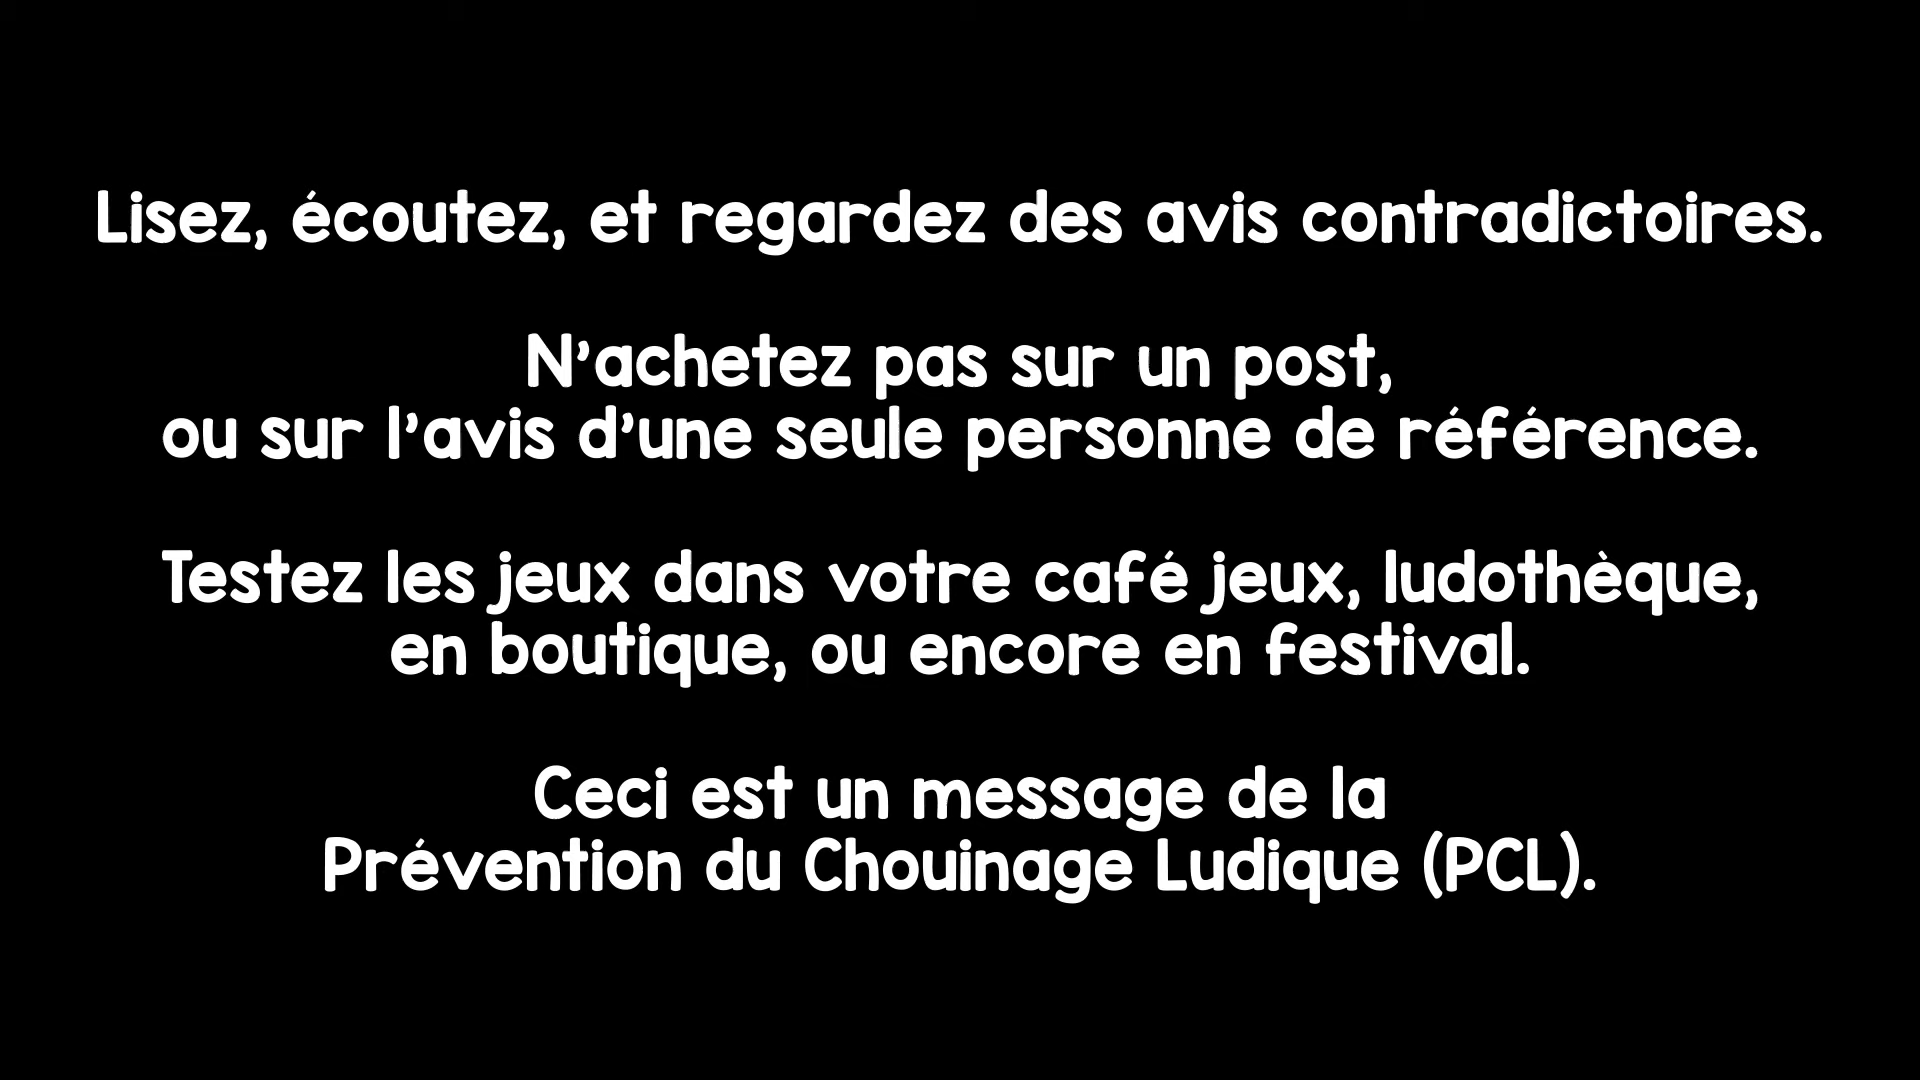 Lisez, écoutez, et regardez des avis contradictoires.
N'achetez pas sur un post,
ou sur l'avis d'une seule personne de référence.
Testez les jeux dans votre café jeux, ludothèque,
en boutique, ou encore en festival.
Ceci est un message de la
Prévention du Chouinage Ludique (PCL).